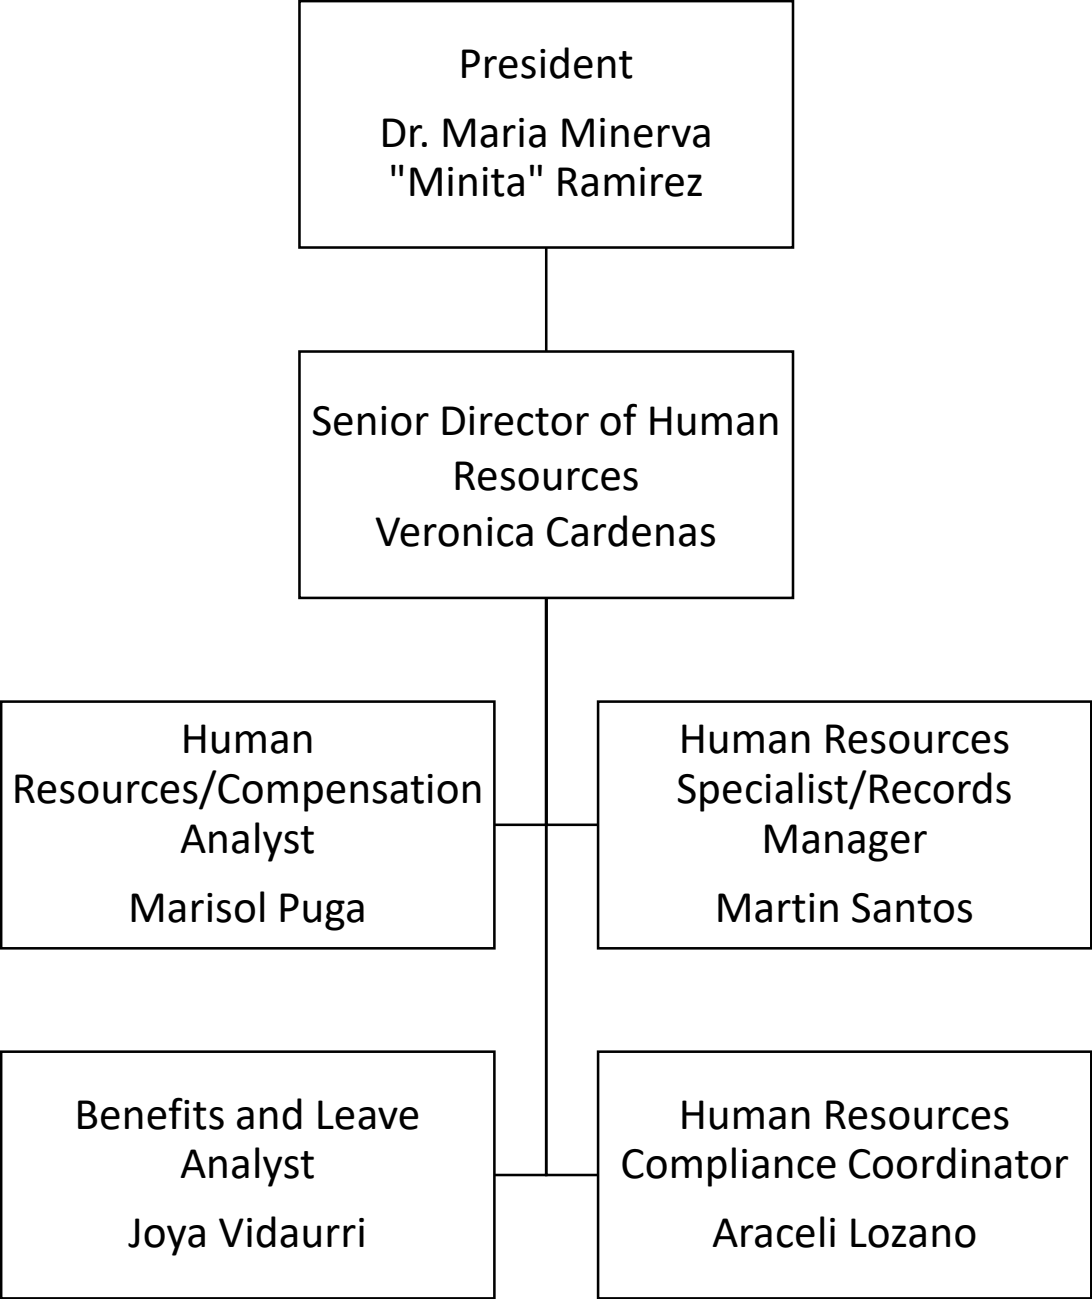 President
Dr. Maria Minerva
"Minita" Ramirez
Senior Director of Human
Resources
Veronica Cardenas
Human
Resources/Compensation
Analyst
Marisol Puga
Human Resources
Specialist/Records
Manager
Martin Santos
Benefits and Leave
Analyst
Joya Vidaurri
Human Resources
Compliance Coordinator
Araceli Lozano